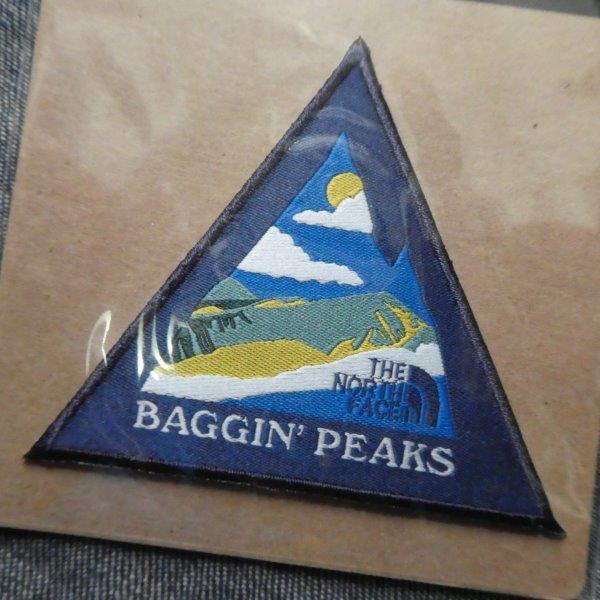 THE
NORTH
FACE
BAGGIN' PEAKS